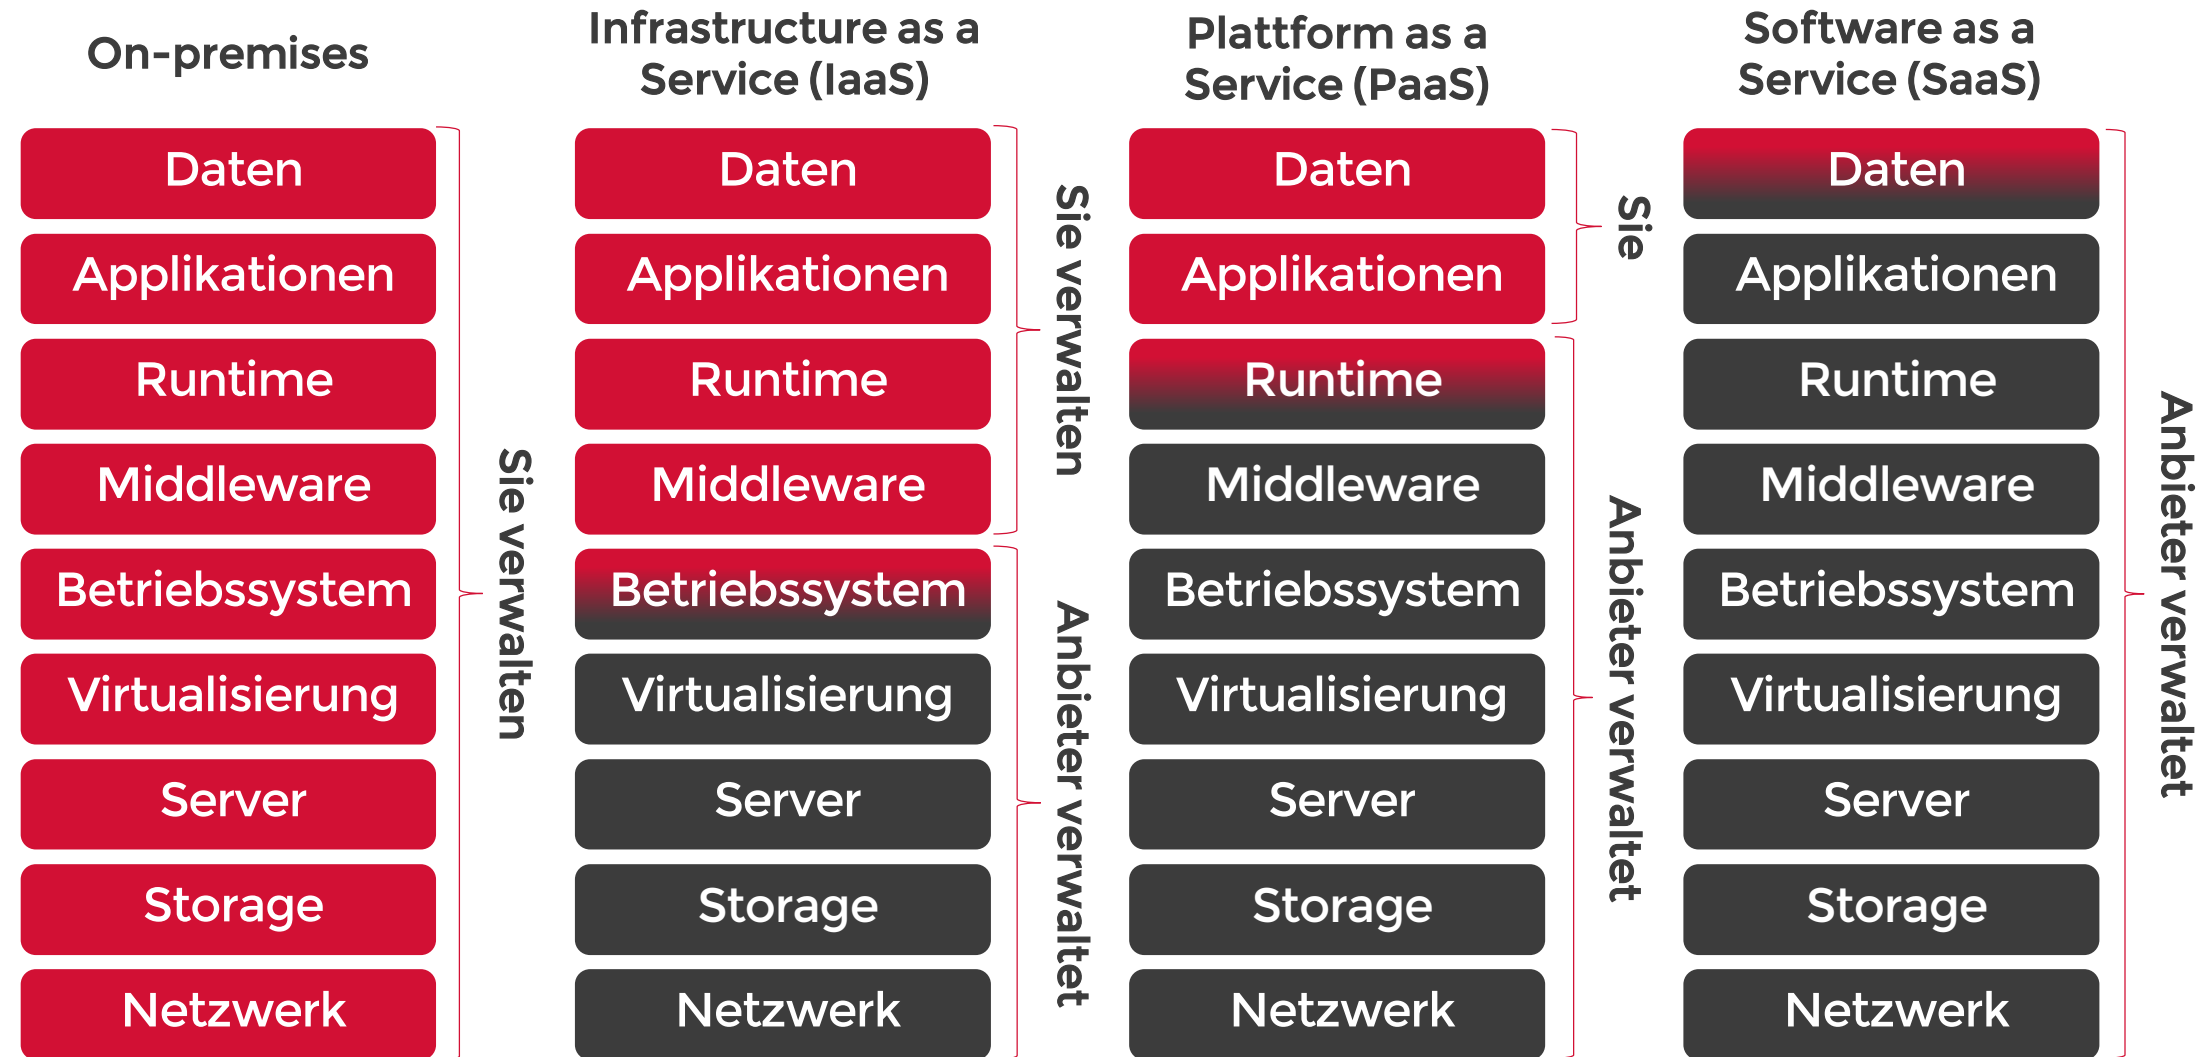 On-premises
Daten
Applikationen
Runtime
Middleware
Betriebssystem
Virtualisierung
Server
Storage
Netzwerk
Sie verwalten
Infrastructure as a
Service (IaaS)
Daten
Applikationen
Runtime
Middleware
Betriebssystem
Virtualisierung
Server
Storage
Netzwerk
Sie verwalten
Anbieter verwaltet
Plattform as a
Service (PaaS)
Daten
Applikationen
Runtime
Middleware
Betriebssystem
Virtualisierung
Server
Storage
Netzwerk
Sie
Anbieter verwaltet
Software as a
Service (SaaS)
Daten
Applikationen
Runtime
Middleware
Betriebssystem
Virtualisierung
Server
Storage
Netzwerk
Anbieter verwaltet